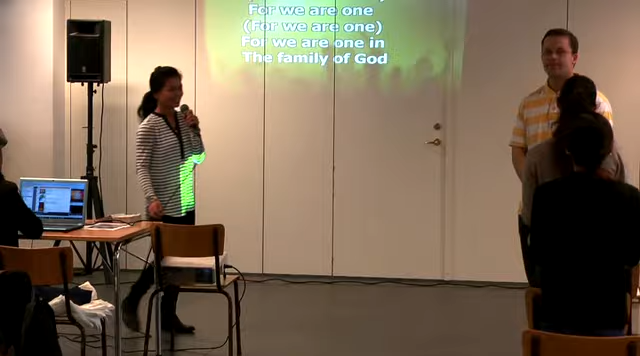 For we are one
(For we are one)
For we are one in
The family of God